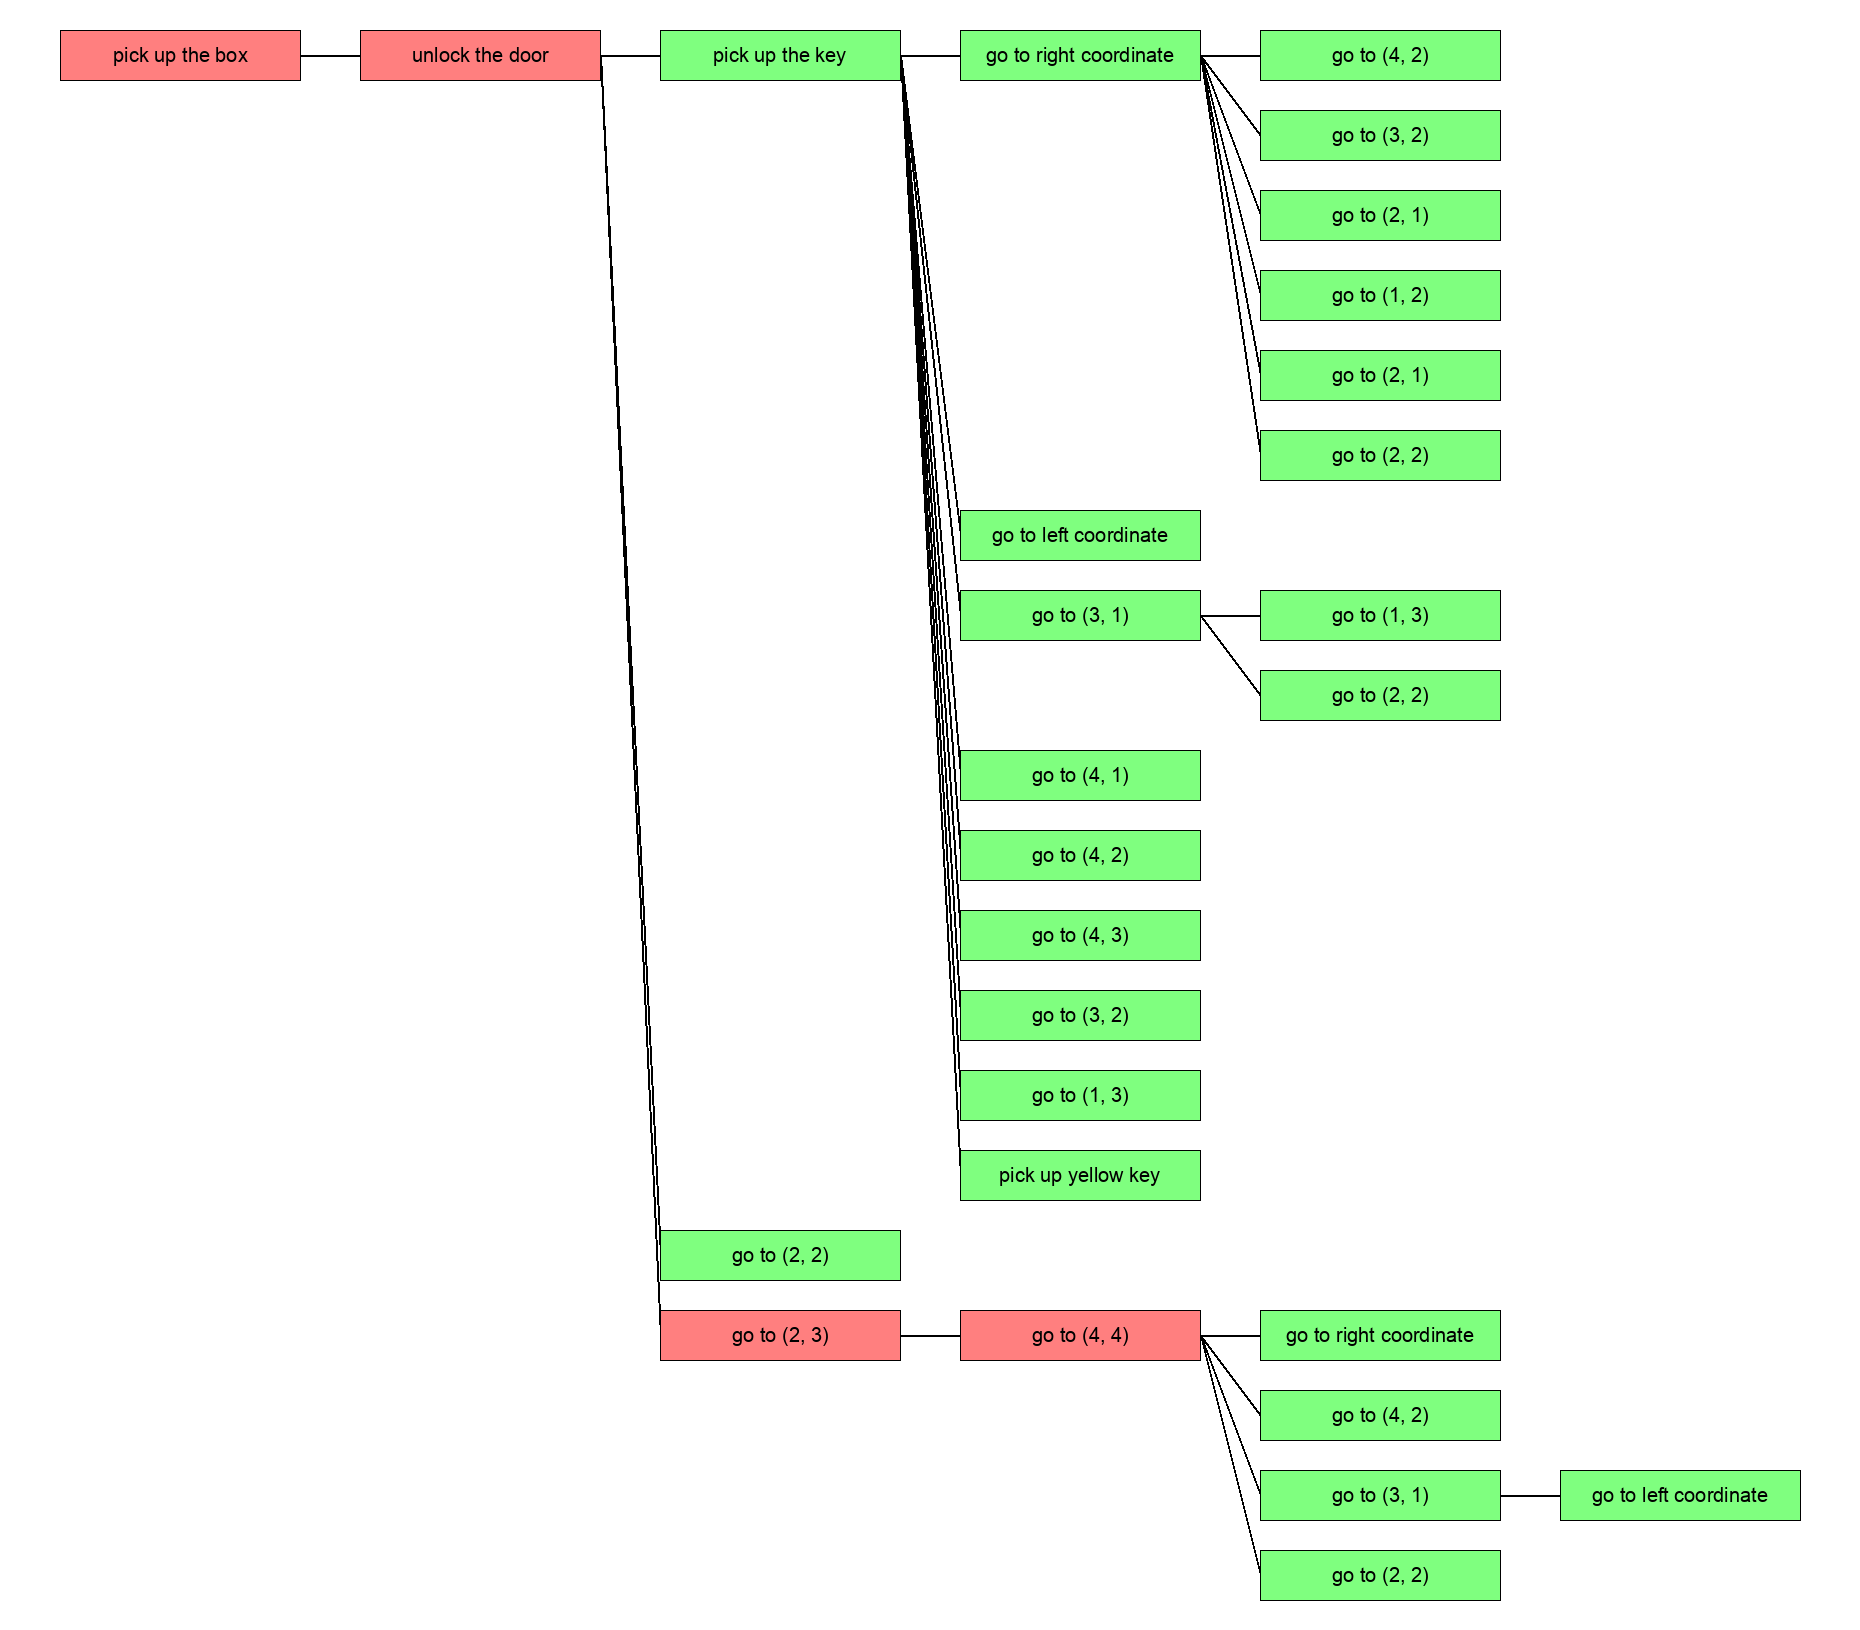 pick up the box
unlock the door
pick up the key
go to right coordinate
go to (4, 2)
go to (3, 2)
go to (2, 1)
go to (1, 2)
go to (2, 1)
go to (2, 2)
go to left coordinate
go to (3, 1)
go to (1, 3)
go to (2, 2)
go to (4, 1)
go to (4, 2)
go to (4, 3)
go to (3, 2)
go to (1, 3)
pick up yellow key
go to (2, 2)
go to (2, 3)
go to (4, 4)
go to right coordinate
go to (4, 2)
go to (3, 1)
go to left coordinate
go to (2, 2)